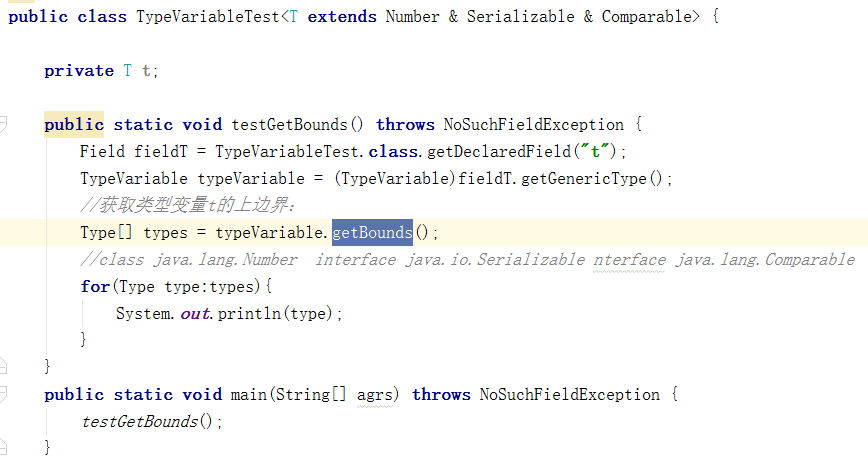 public class TypeVariableTest<T extends Number & Serializable & Comparable> {
private T t;
public static void testGetBounds() throws NoSuchFieldException {
Field fieldT = TypeVariableTest.class.getDeclaredField("t");
TypeVariable typeVariable = (TypeVariable)fieldT.getGenericType();
//获取类型变量t的上边界：
Type[] types = typeVariable.getBounds();
//class java.lang.Number  interface java.io.Serializable nterface java.lang.Comparable
for(Type type:types){
System.out.println(type);
}
}
public static void main(String[] agrs) throws NoSuchFieldException {
testGetBounds();
}